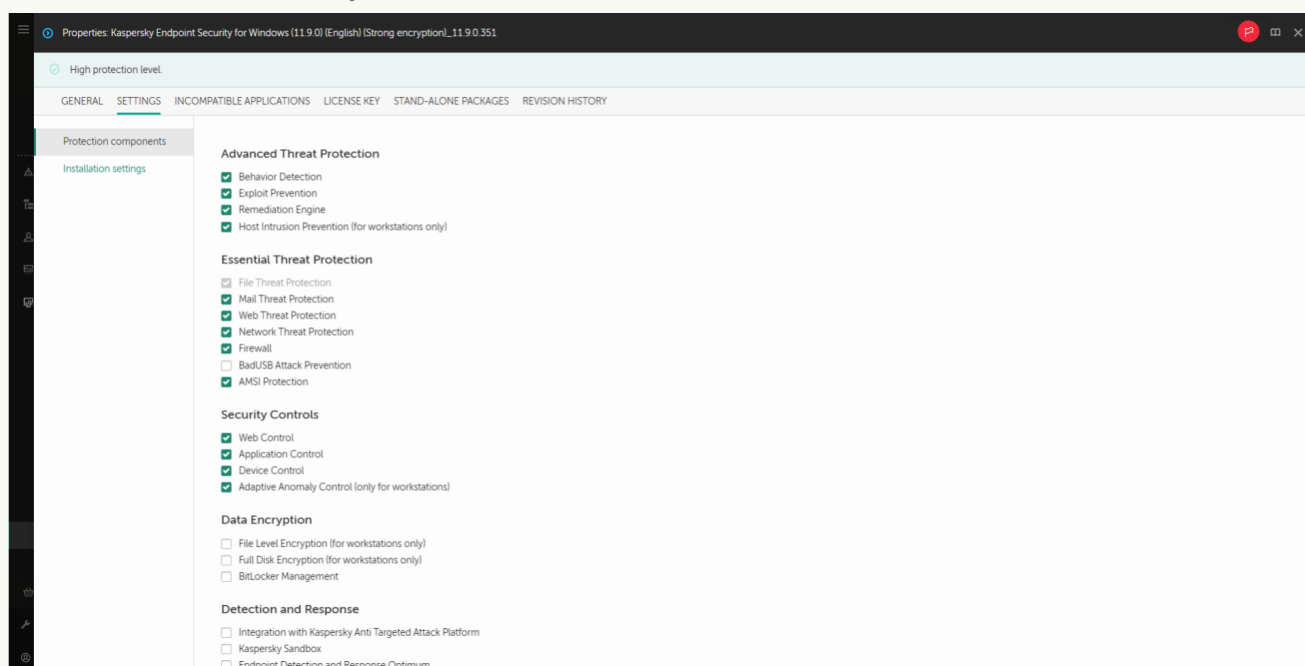 Properties: Kaspersky Endpoint Security for Windows (11.9.0) (English) (Strong encryption)_11.9.0.351
High protection level.
GENERAL SETTINGS INCOMPATIBLE APPLICATIONS LICENSE KEY STAND-ALONE PACKAGES REVISION HISTORY
Protection components
Installation settings
Advanced Threat Protection
Behavior Detection
Exploit Prevention
Remediation Engine
Host Intrusion Prevention (for workstations only)
Essential Threat Protection
File Threat Protection
Mail Threat Protection
Web Threat Protection
Network Threat Protection
Firewall
BadUSB Attack Prevention
AMSI Protection
Security Controls
Web Control
Application Control
Device Control
Adaptive Anomaly Control (only for workstations)
Data Encryption
File Level Encryption (for workstations only)
Full Disk Encryption (for workstations only)
BitLocker Management
Detection and Response
Integration with Kaspersky Anti Targeted Attack Platform
Kaspersky Sandbox
Endpoint Detection and Response Optimum